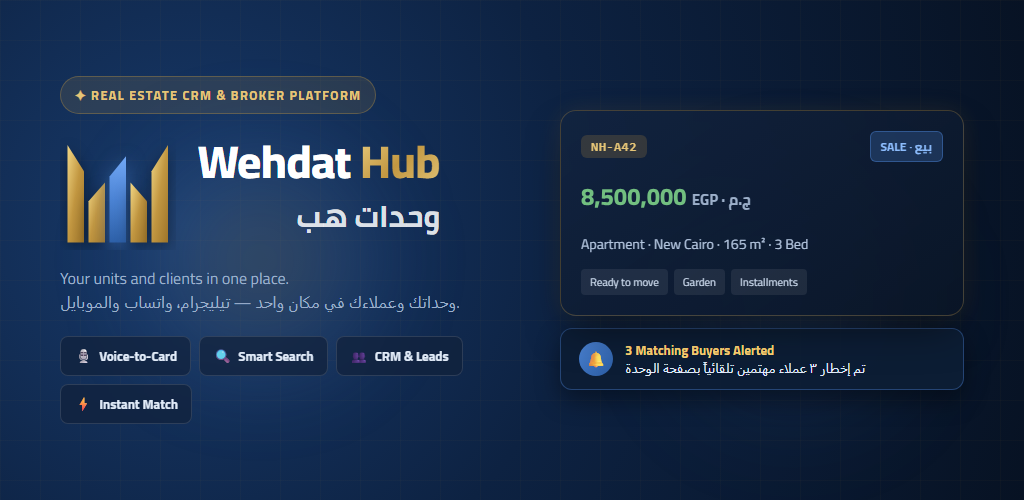 ✦ REAL ESTATE CRM & BROKER PLATFORM
Wehdat Hub
وحدات هب
Your units and clients in one place.
وحداتك وعملاءك في مكان واحد — تيليجرام، واتساب والموبايل.
Voice-to-Card
Smart Search
CRM & Leads
Instant Match
NH-A42
SALE · بيع
8,500,000 EGP · ج.م
Apartment · New Cairo · 165 m² · 3 Bed
Ready to move
Garden
Installments
3 Matching Buyers Alerted
تم إخطار ٣ عملاء مهتمين تلقائياً بصفحة الوحدة